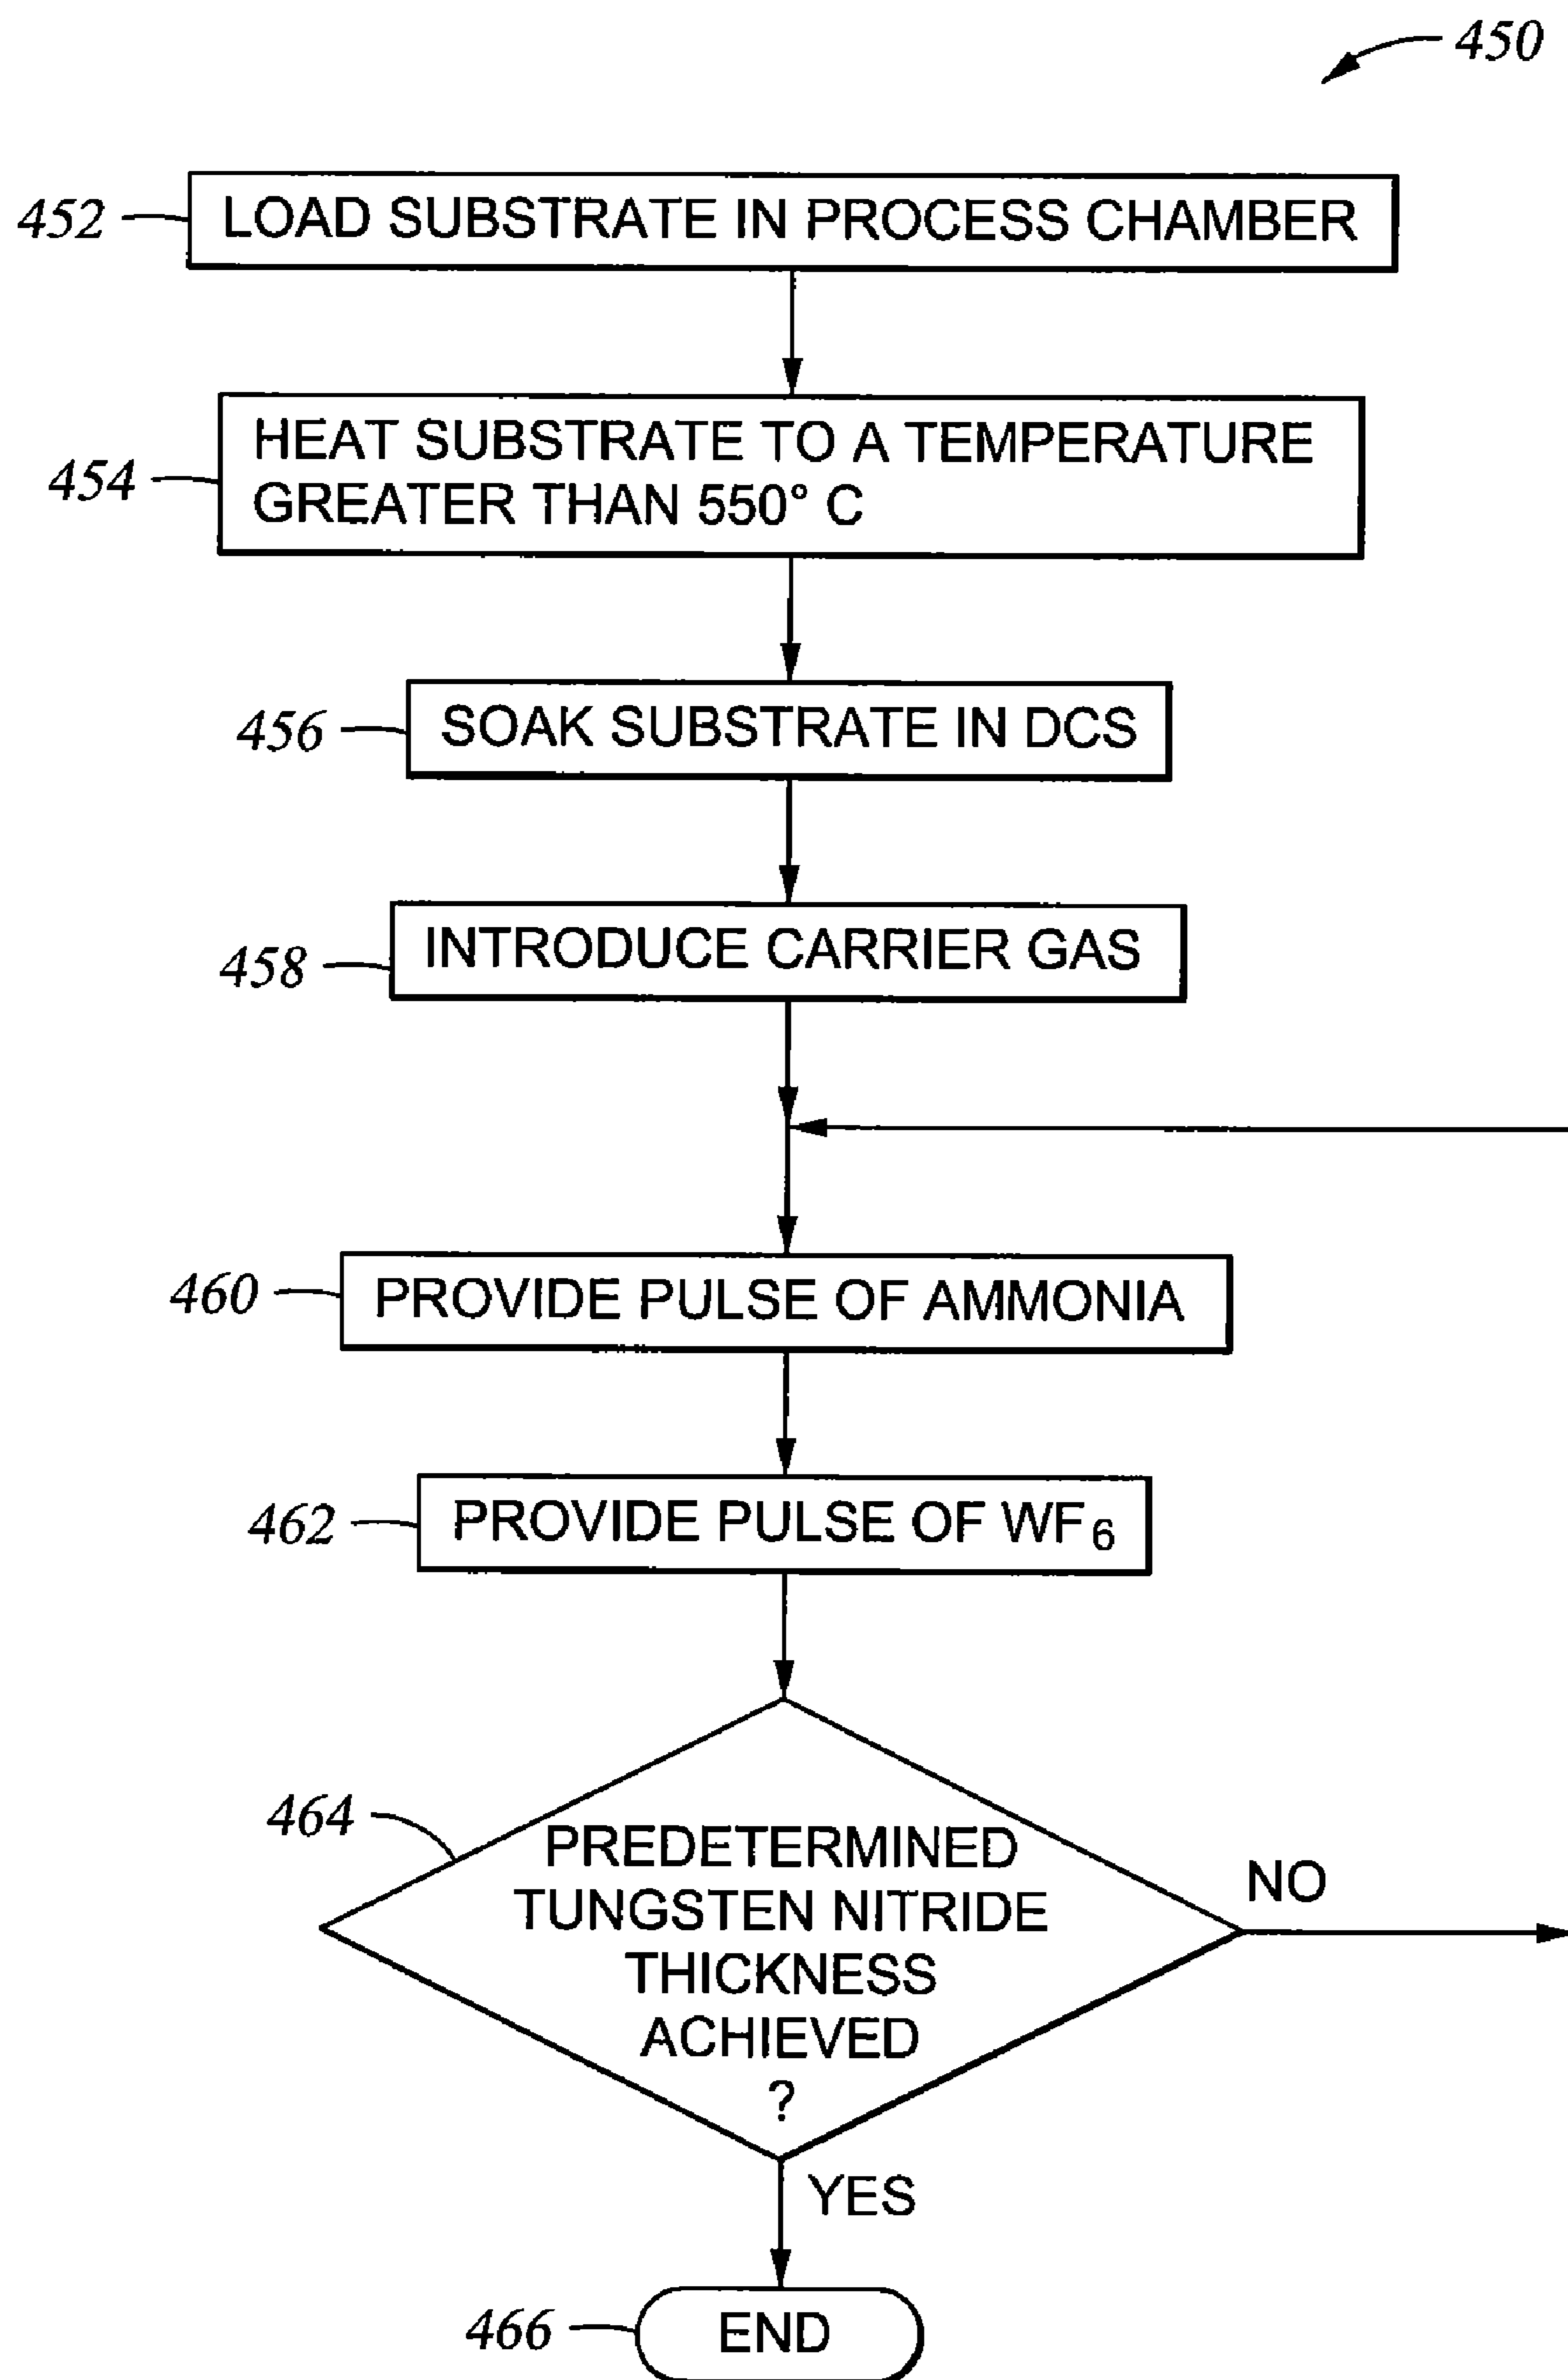 450
452
LOAD SUBSTRATE IN PROCESS CHAMBER
454
HEAT SUBSTRATE TO A TEMPERATURE
GREATER THAN 550° C
456
SOAK SUBSTRATE IN DCS
458
INTRODUCE CARRIER GAS
460
PROVIDE PULSE OF AMMONIA
462
PROVIDE PULSE OF WF₆
464
PREDETERMINED
TUNGSTEN NITRIDE
THICKNESS
ACHIEVED
?
NO
YES
466
END